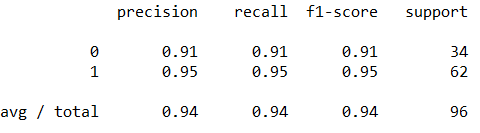 precision recall f1-score support
0 0.91 0.91 0.91 34
1 0.95 0.95 0.95 62
avg / total 0.94 0.94 0.94 96